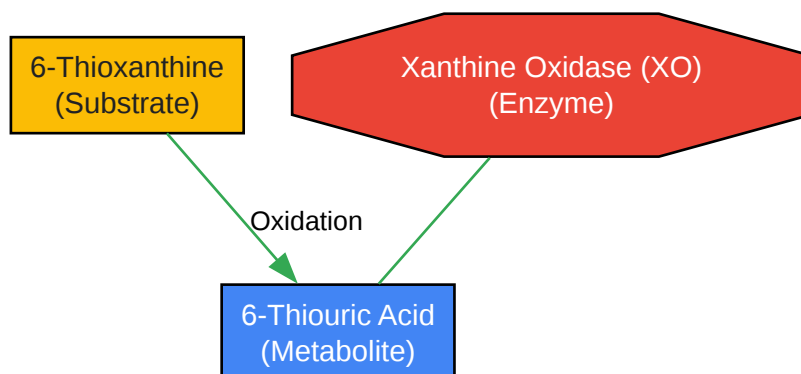 6-Thioxanthine
(Substrate)
Xanthine Oxidase (XO)
(Enzyme)
Oxidation
6-Thiouric Acid
(Metabolite)